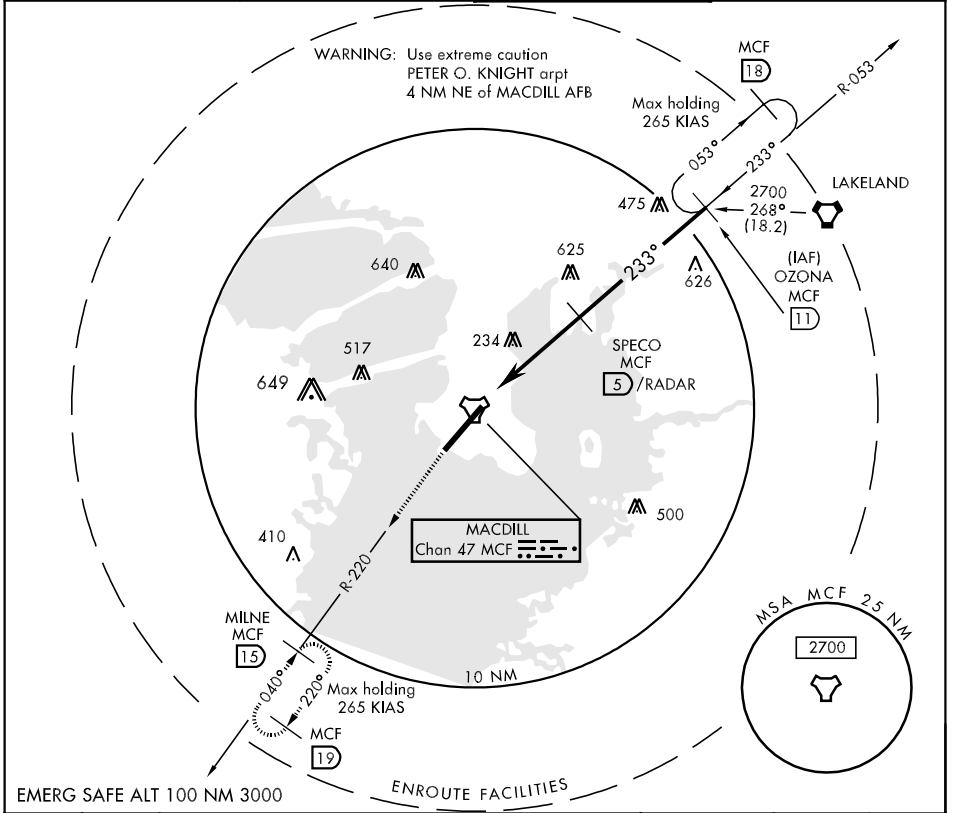 WARNING: Use extreme caution
PETER O. KNIGHT arpt
4 NM NE of MACDILL AFB
MCF
18
R-053
Max holding
265 KIAS
053°
233°
LAKELAND
2700
268°
(18.2)
475
(IAF)
OZONA
MCF
11
626
233°
625
640
SPECO
MCF
5 /RADAR
234
517
649
MACDILL
Chan 47 MCF
500
410
R-220
MILNE
MCF
15
040°
220°
Max holding
265 KIAS
MCF
19
10 NM
MSA MCF 25 NM
2700
ENROUTE FACILITIES
EMERG SAFE ALT 100 NM 3000